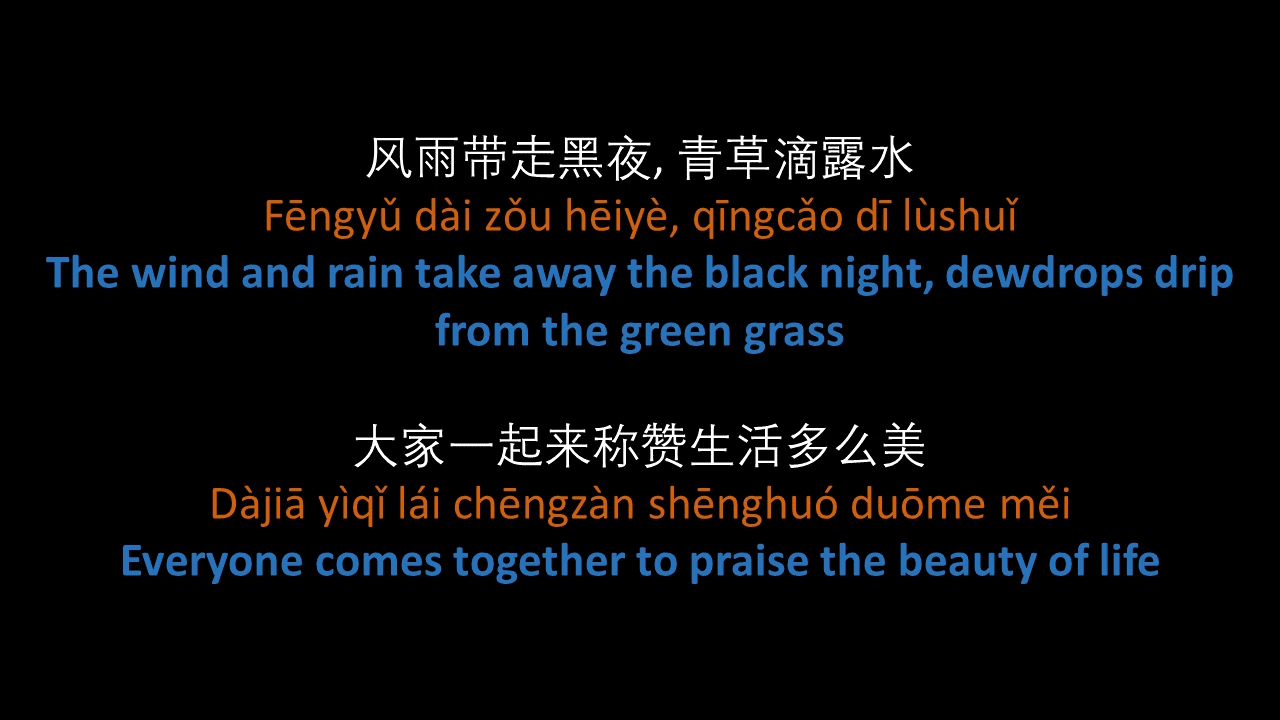 风雨带走黑夜, 青草滴露水
Fēngyǔ dài zǒu hēiyè, qīngcǎo dī lùshuǐ
The wind and rain take away the black night, dewdrops drip
from the green grass
大家一起来称赞生活多么美
Dàjiā yìqǐ lái chēngzàn shēnghuó duōme měi
Everyone comes together to praise the beauty of life